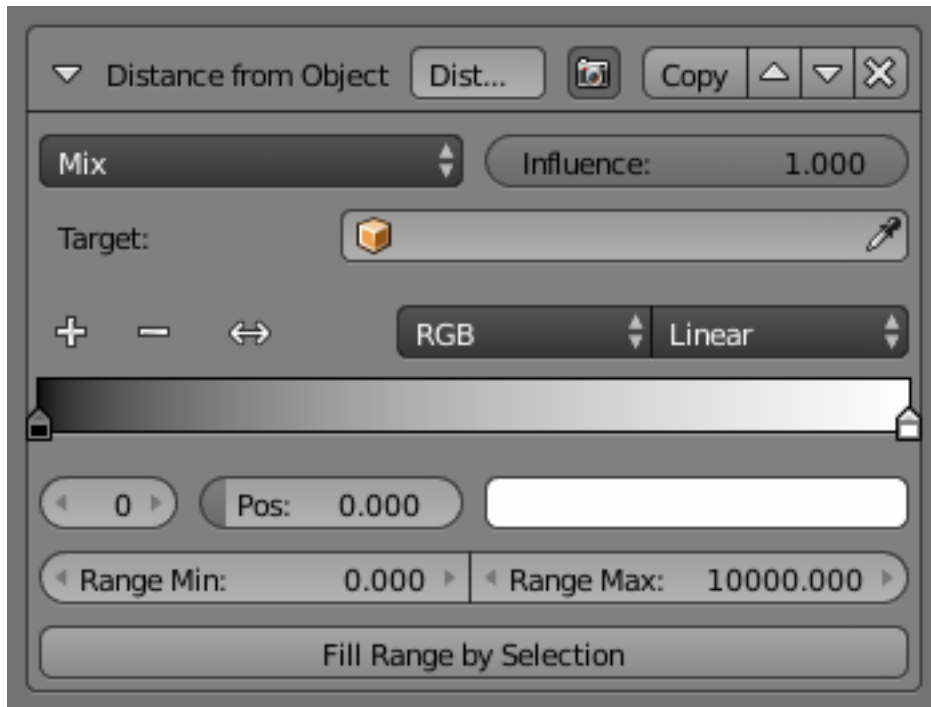 Distance from Object Dist... Copy
Mix Influence: 1.000
Target:
RGB Linear
0 Pos: 0.000
Range Min: 0.000 Range Max: 10000.000
Fill Range by Selection